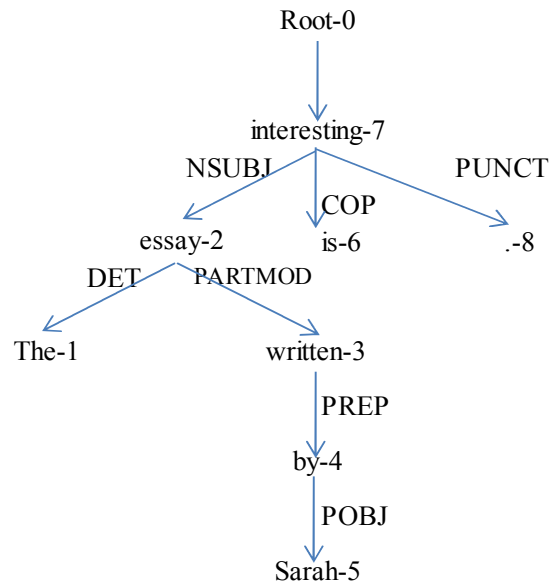 Root-0
interesting-7
NSUBJ
PUNCT
COP
essay-2
is-6
.-8
DET
PARTMOD
The-1
written-3
PREP
by-4
POBJ
Sarah-5